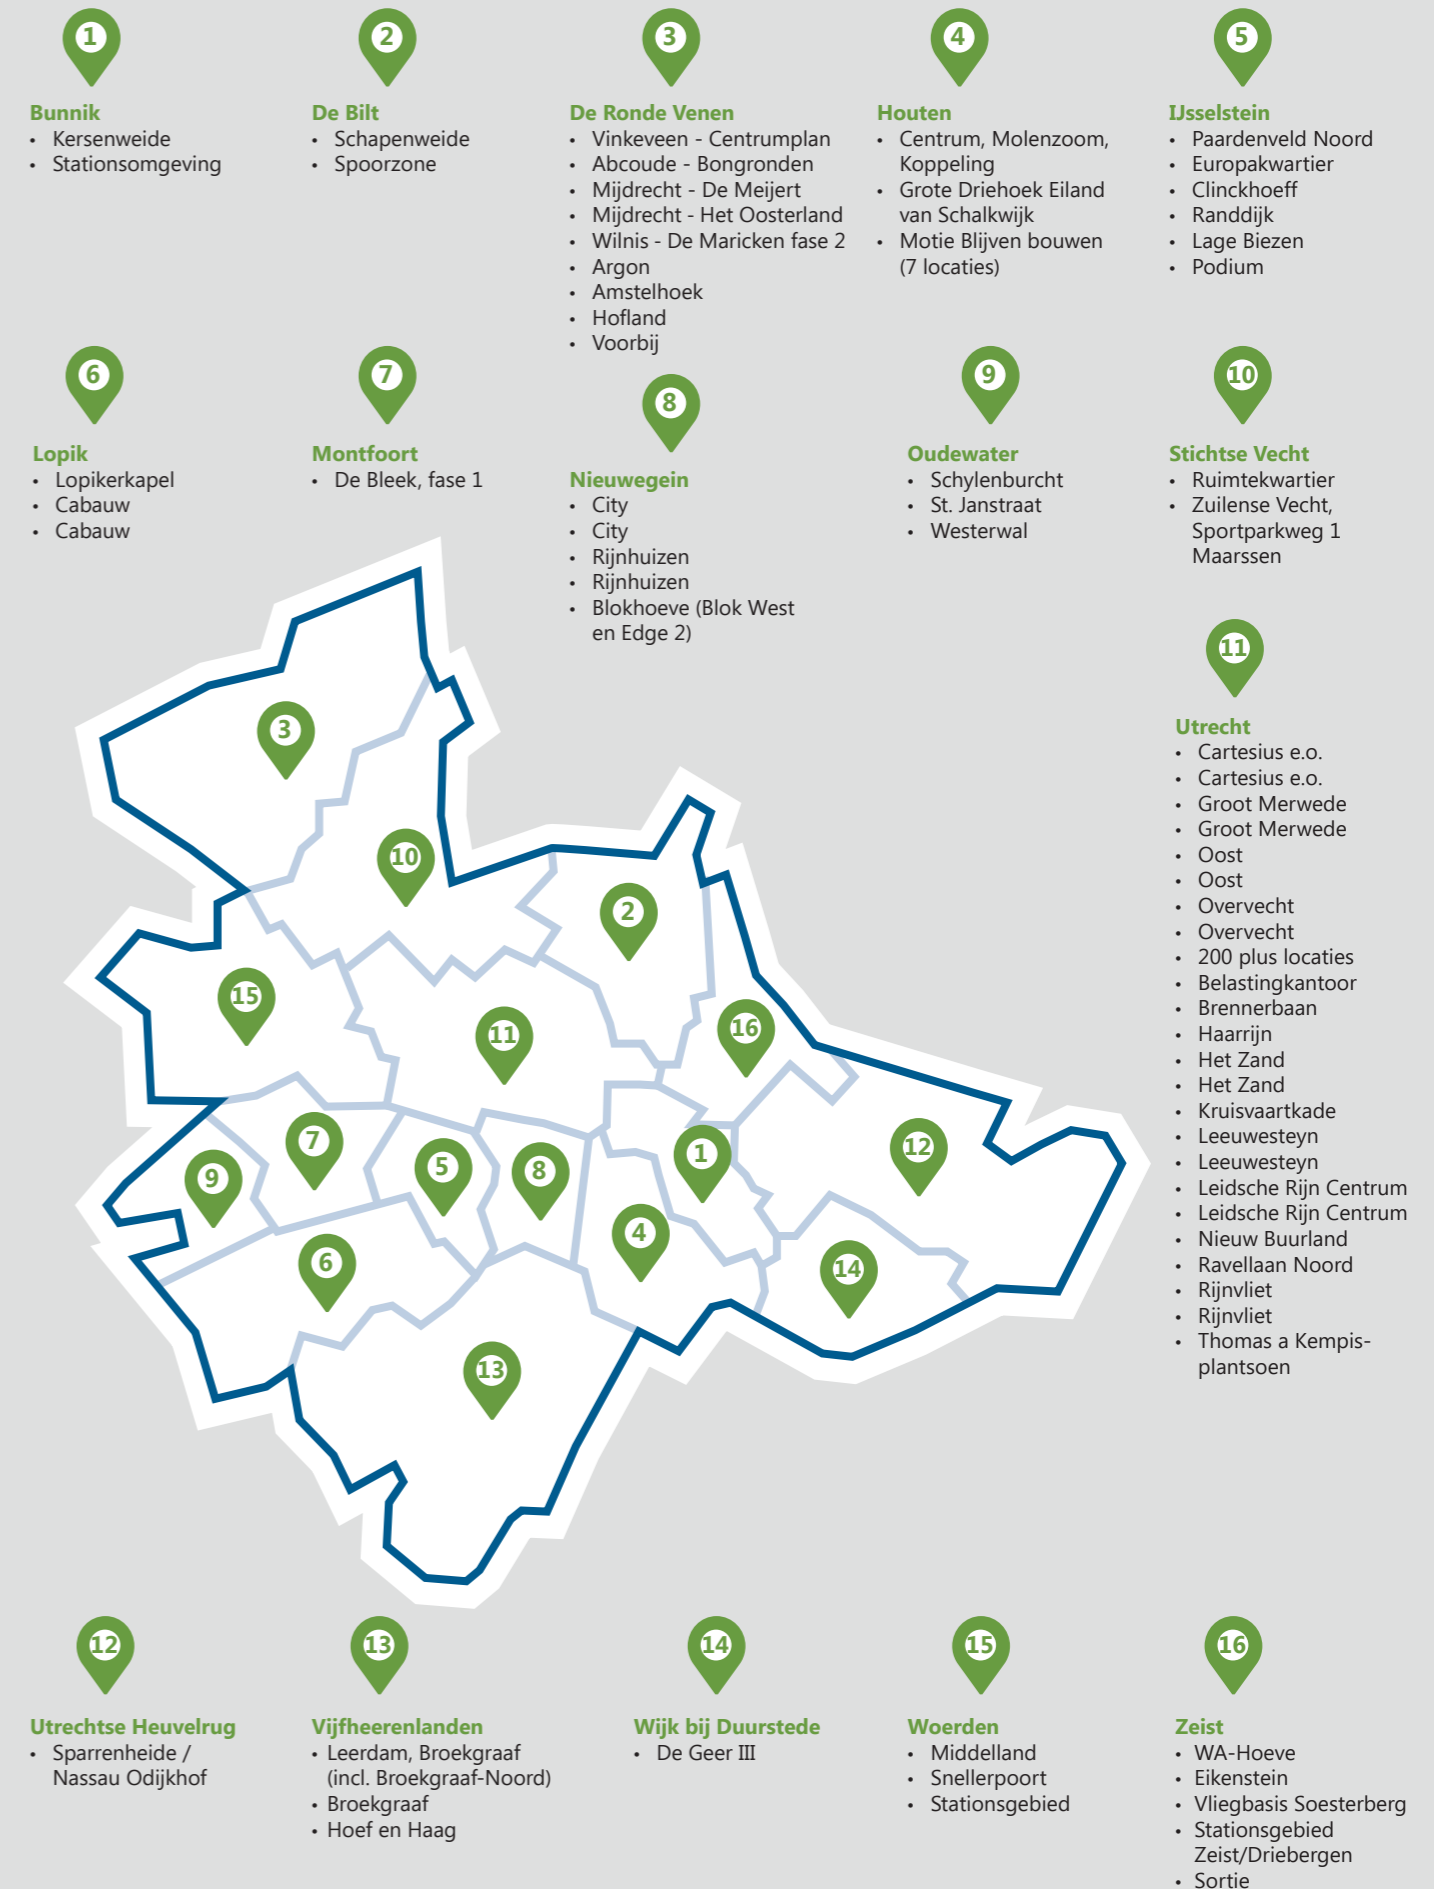 1
Bunnik
• Kersenweide
• Stationsomgeving
2
De Bilt
• Schapenweide
• Spoorzone
3
De Ronde Venen
• Vinkeveen - Centrumplan
• Abcoude - Bongronden
• Mijdrecht - De Meijert
• Mijdrecht - Het Oosterland
• Wilnis - De Maricken fase 2
• Argon
• Amstelhoek
• Hofland
• Voorbij
4
Houten
• Centrum, Molenzoom,
Koppeling
• Grote Driehoek Eiland
van Schalkwijk
• Motie Blijven bouwen
(7 locaties)
5
IJsselstein
• Paardenveld Noord
• Europakwartier
• Clinckhoeff
• Randdijk
• Lage Biezen
• Podium
6
Lopik
• Lopikerkapel
• Cabauw
• Cabauw
7
Montfoort
• De Bleek, fase 1
8
Nieuwegein
• City
• City
• Rijnhuizen
• Rijnhuizen
• Blokhoeve (Blok West
en Edge 2)
9
Oudewater
• Schylenburcht
• St. Janstraat
• Westerwal
10
Stichtse Vecht
• Ruimtekwartier
• Zuilense Vecht,
Sportparkweg 1
Maarssen
11
Utrecht
• Cartesius e.o.
• Cartesius e.o.
• Groot Merwede
• Groot Merwede
• Oost
• Oost
• Overvecht
• Overvecht
• 200 plus locaties
• Belastingkantoor
• Brennerbaan
• Haarrijn
• Het Zand
• Het Zand
• Kruisvaartkade
• Leeuwesteyn
• Leeuwesteyn
• Leidsche Rijn Centrum
• Leidsche Rijn Centrum
• Nieuw Buurland
• Ravellaan Noord
• Rijnvliet
• Rijnvliet
• Thomas a Kempis-
plantsoen
3
10
2
15
11
16
7
5
8
1
12
9
4
6
14
13
12
Utrechtse Heuvelrug
• Sparrenheide /
Nassau Odijkhof
13
Vijfheerenlanden
• Leerdam, Broekgraaf
(incl. Broekgraaf-Noord)
• Broekgraaf
• Hoef en Haag
14
Wijk bij Duurstede
• De Geer III
15
Woerden
• Middelland
• Snellerpoort
• Stationsgebied
16
Zeist
• WA-Hoeve
• Eikenstein
• Vliegbasis Soesterberg
• Stationsgebied
Zeist/Driebergen
• Sortie